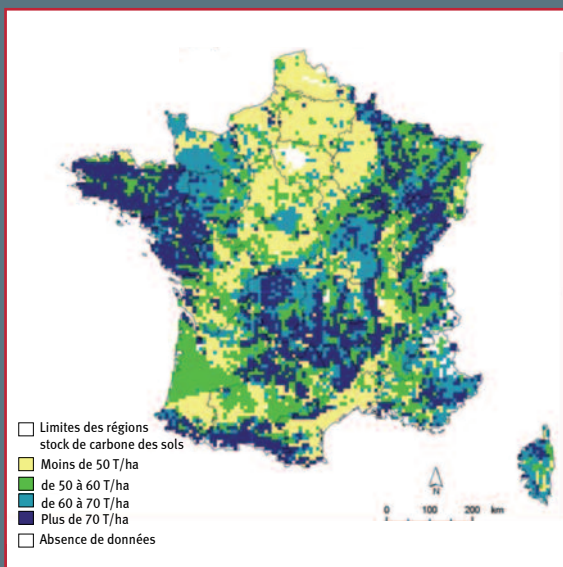 Limites des régions
stock de carbone des sols
Moins de 50 T/ha
de 50 à 60 T/ha
de 60 à 70 T/ha
Plus de 70 T/ha
Absence de données
N
0 100 200 km